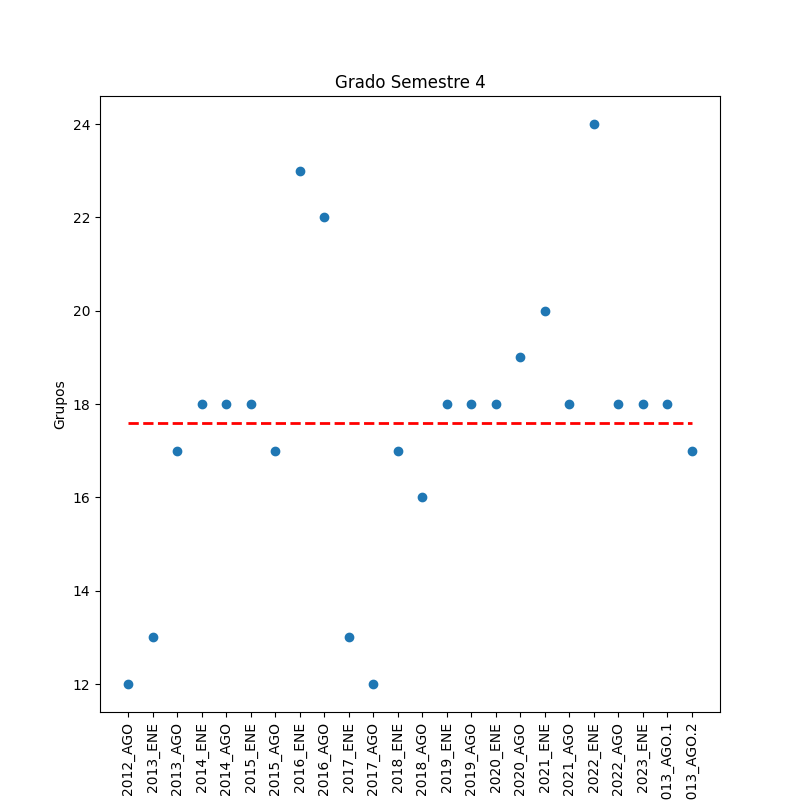 Grado Semestre 4
Grupos
24
22
20
18
16
14
12
2012_AGO
2013_ENE
2013_AGO
2014_ENE
2014_AGO
2015_ENE
2015_AGO
2016_ENE
2016_AGO
2017_ENE
2017_AGO
2018_ENE
2018_AGO
2019_ENE
2019_AGO
2020_ENE
2020_AGO
2021_ENE
2021_AGO
2022_ENE
2022_AGO
2023_ENE
013_AGO.1
013_AGO.2